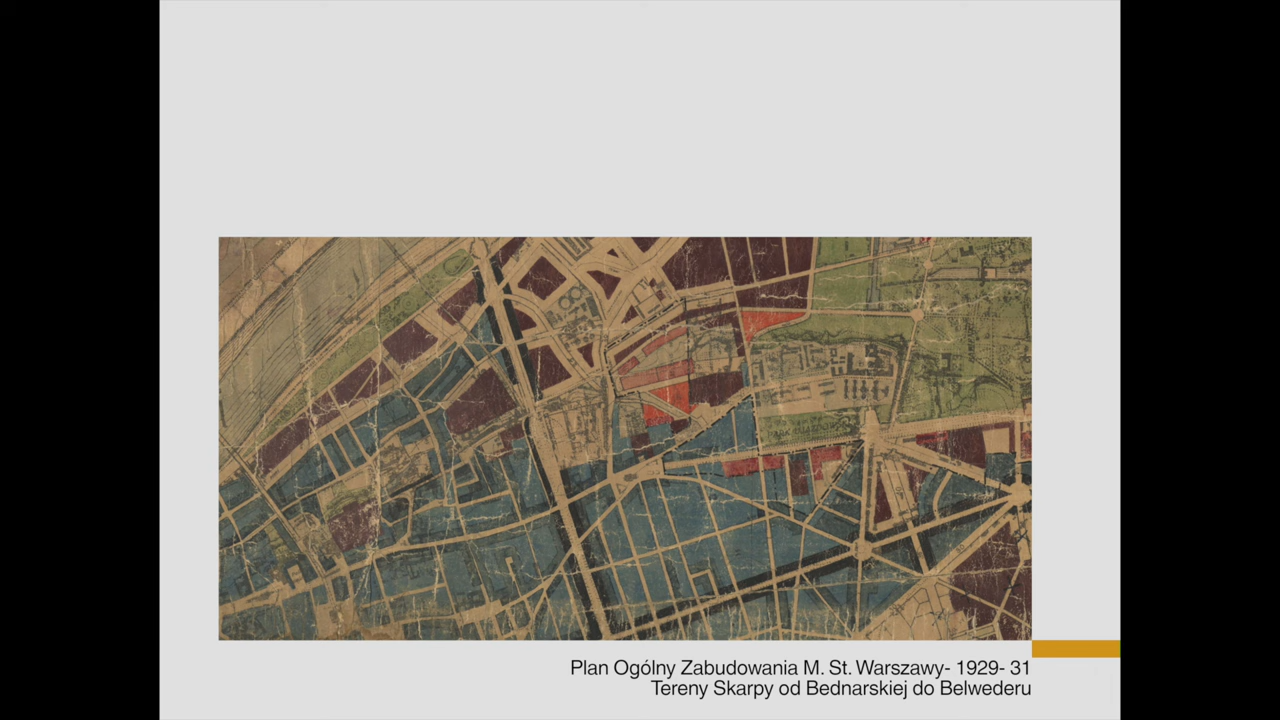 Plan Ogólny Zabudowania M. St. Warszawy- 1929- 31
Tereny Skarpy od Bednarskiej do Belwederu